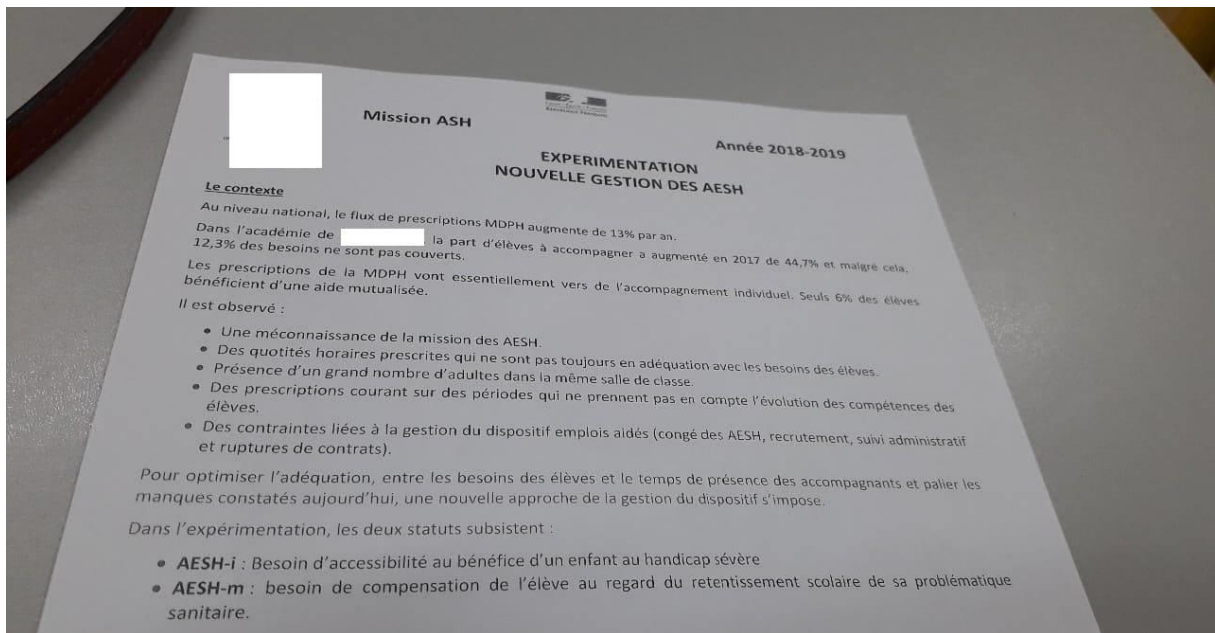 Mission ASH
RÉPUBLIQUE FRANÇAISE
Année 2018-2019
EXPERIMENTATION
NOUVELLE GESTION DES AESH
Le contexte
Au niveau national, le flux de prescriptions MDPH augmente de 13% par an.
Dans l'académie de la part d'élèves à accompagner a augmenté en 2017 de 44,7% et malgré cela,
12,3% des besoins ne sont pas couverts.
Les prescriptions de la MDPH vont essentiellement vers de l'accompagnement individuel. Seuls 6% des élèves
bénéficient d'une aide mutualisée.
Il est observé :
• Une méconnaissance de la mission des AESH.
• Des quotités horaires prescrites qui ne sont pas toujours en adéquation avec les besoins des élèves.
• Présence d'un grand nombre d'adultes dans la même salle de classe.
• Des prescriptions courant sur des périodes qui ne prennent pas en compte l'évolution des compétences des
élèves.
• Des contraintes liées à la gestion du dispositif emplois aidés (congé des AESH, recrutement, suivi administratif
et ruptures de contrats).
Pour optimiser l'adéquation, entre les besoins des élèves et le temps de présence des accompagnants et palier les
manques constatés aujourd'hui, une nouvelle approche de la gestion du dispositif s'impose.
Dans l'expérimentation, les deux statuts subsistent :
• AESH-i : Besoin d'accessibilité au bénéfice d'un enfant au handicap sévère
• AESH-m : besoin de compensation de l'élève au regard du retentissement scolaire de sa problématique
sanitaire.